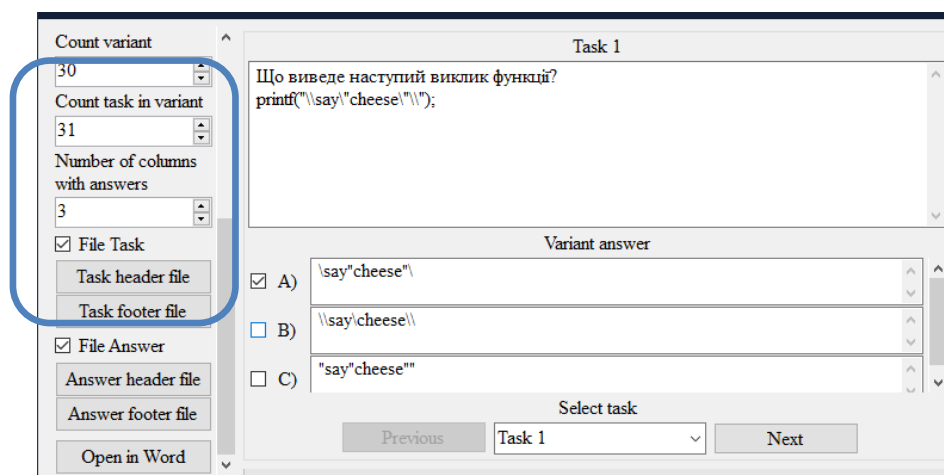 Count variant
30
Count task in variant
31
Number of columns
with answers
3
File Task
Task header file
Task footer file
File Answer
Answer header file
Answer footer file
Open in Word
Task 1
Що виведе наступий виклик функції?
printf("\\say\"cheese\"\\");
Variant answer
A) \say"cheese"\
B) \\say\cheese\\
C) "say"cheese""
Select task
Previous Task 1 Next